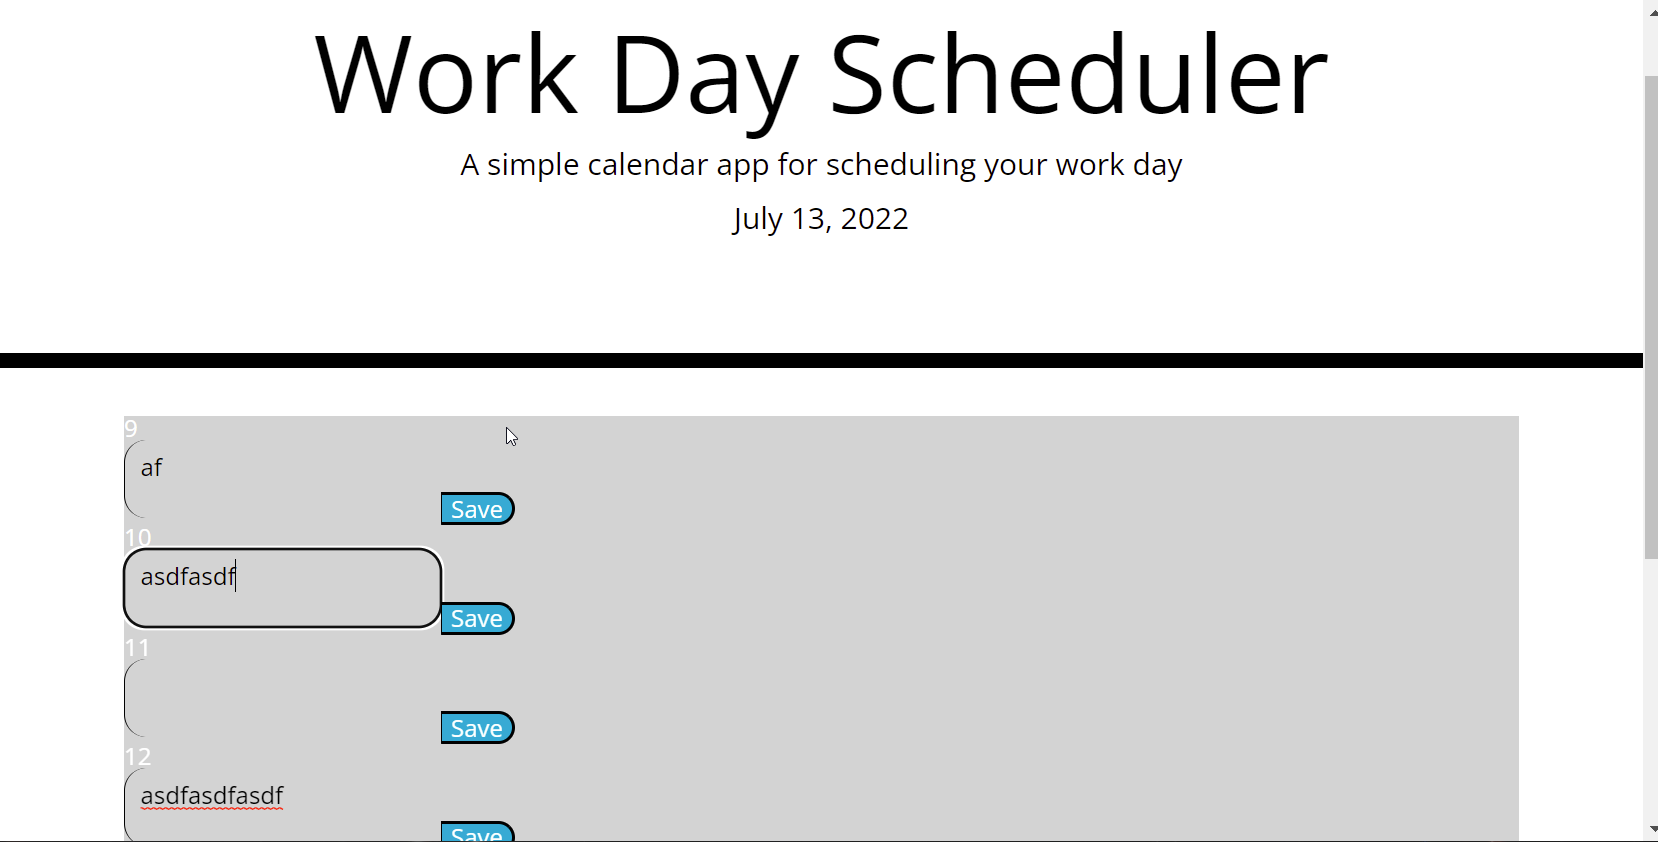 Work Day Scheduler
A simple calendar app for scheduling your work day
July 13, 2022
9
af
Save
10
asdfasdf
Save
11
Save
12
asdfasdfasdf
Save